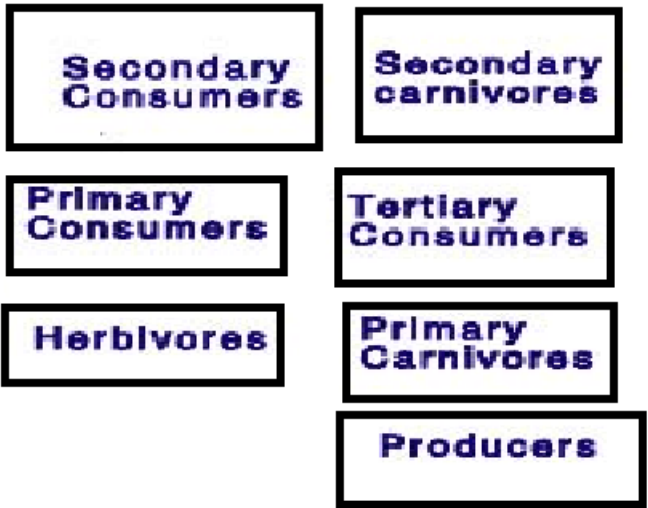 Secondary
Consumers
Secondary
carnivores
Primary
Consumers
Tertiary
Consumers
Herbivores
Primary
Carnivores
Producers